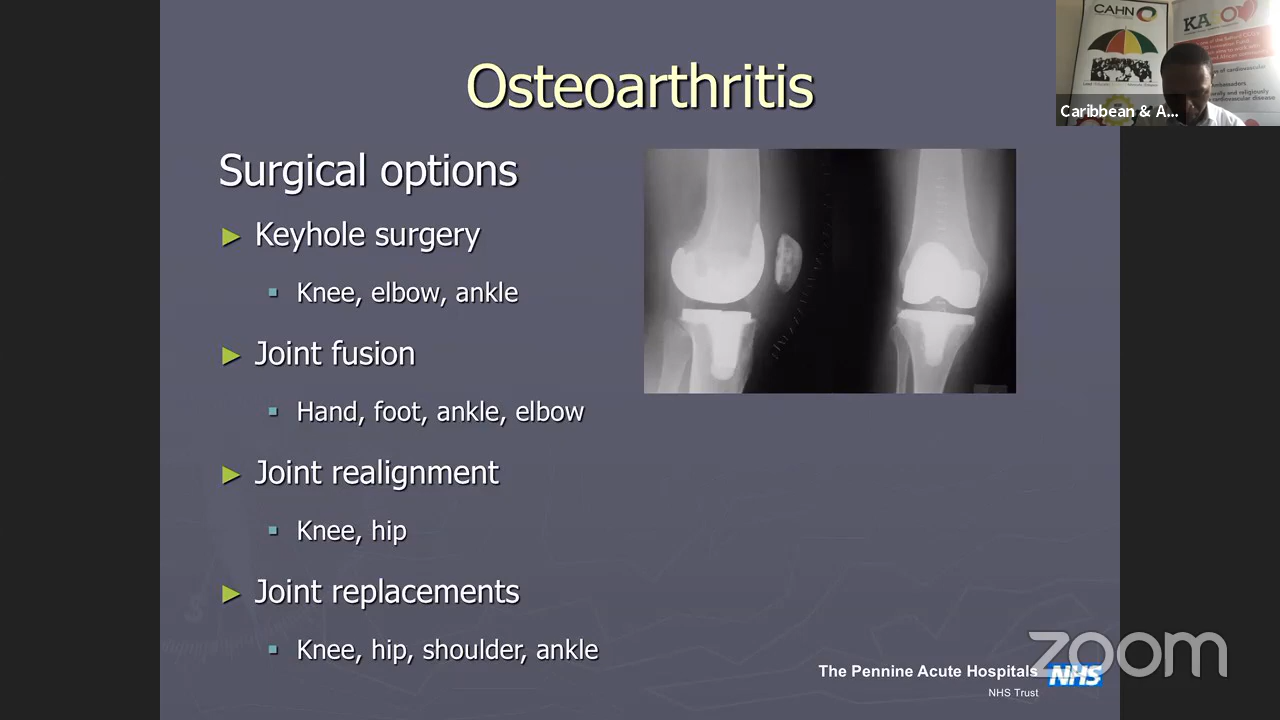 Osteoarthritis
Surgical options
Keyhole surgery
Knee, elbow, ankle
Joint fusion
Hand, foot, ankle, elbow
Joint realignment
Knee, hip
Joint replacements
Knee, hip, shoulder, ankle
The Pennine Acute Hospitals
NHS
NHS Trust
zoom
CAHN
Caribbean & A...